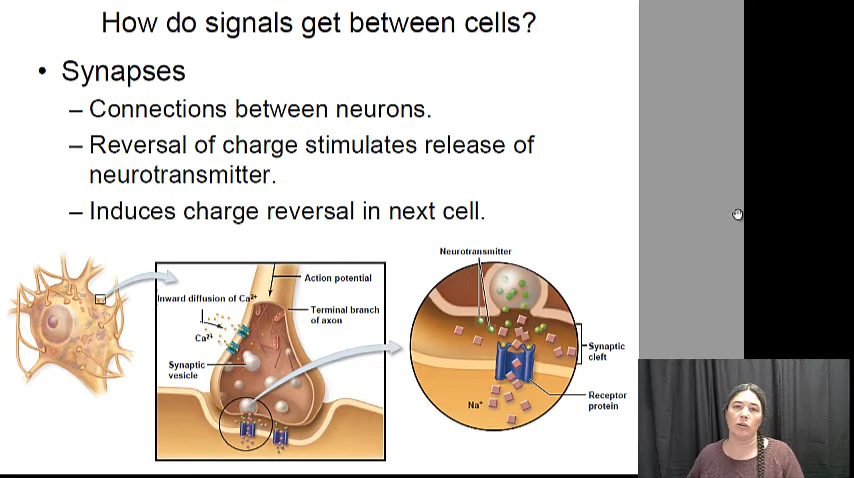 How do signals get between cells?
• Synapses
– Connections between neurons.
– Reversal of charge stimulates release of
neurotransmitter.
– Induces charge reversal in next cell.
Action potential
Inward diffusion of Ca²⁺
Terminal branch
of axon
Ca²⁺
Synaptic
vesicle
Neurotransmitter
Synaptic
cleft
Receptor
protein
Na⁺